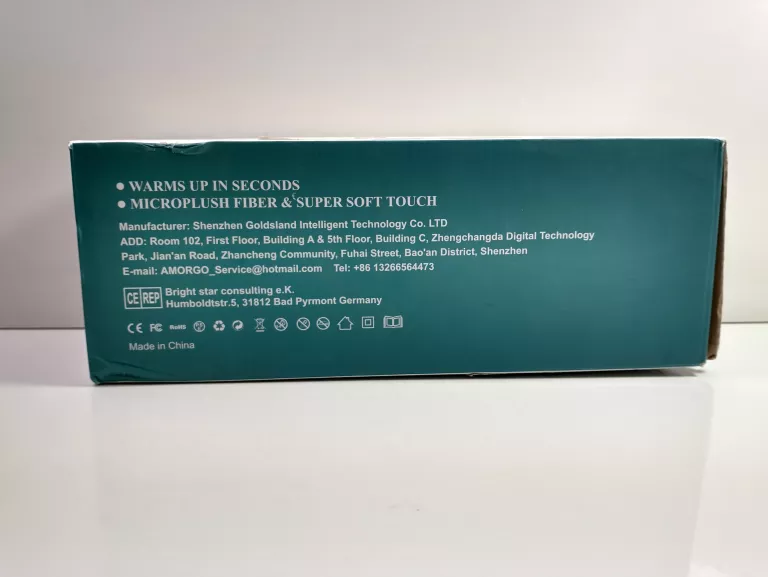 ● WARMS UP IN SECONDS
● MICROPLUSH FIBER & SUPER SOFT TOUCH
Manufacturer: Shenzhen Goldsland Intelligent Technology Co. LTD
ADD: Room 102, First Floor, Building A & 5th Floor, Building C, Zhengchangda Digital Technology
Park, Jian'an Road, Zhancheng Community, Fuhai Street, Bao'an District, Shenzhen
E-mail: AMORGO_Service@hotmail.com Tel: +86 13266564473
CE REP Bright star consulting e.K.
Humboldtstr.5, 31812 Bad Pyrmont Germany
CE FC RoHS
Made in China